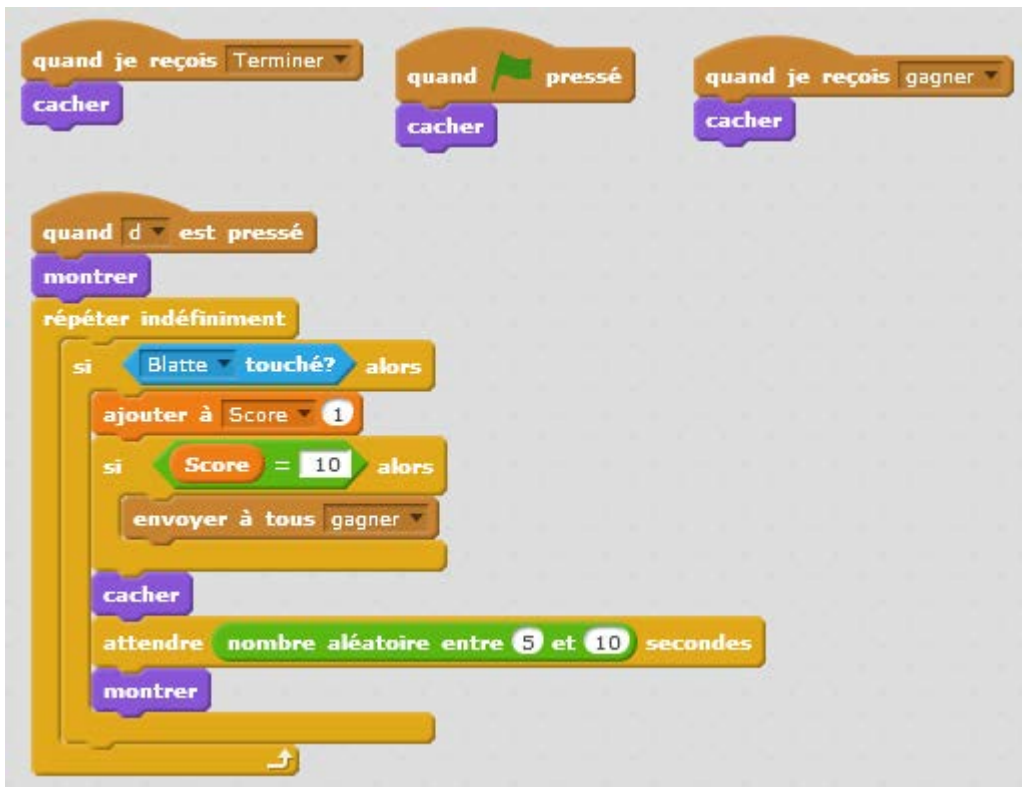 quand je reçois Terminer
cacher
quand pressé
cacher
quand je reçois gagner
cacher
quand d est pressé
montrer
répéter indéfiniment
si Blatte touché? alors
ajouter à Score 1
si Score = 10 alors
envoyer à tous gagner
cacher
attendre nombre aléatoire entre 5 et 10 secondes
montrer